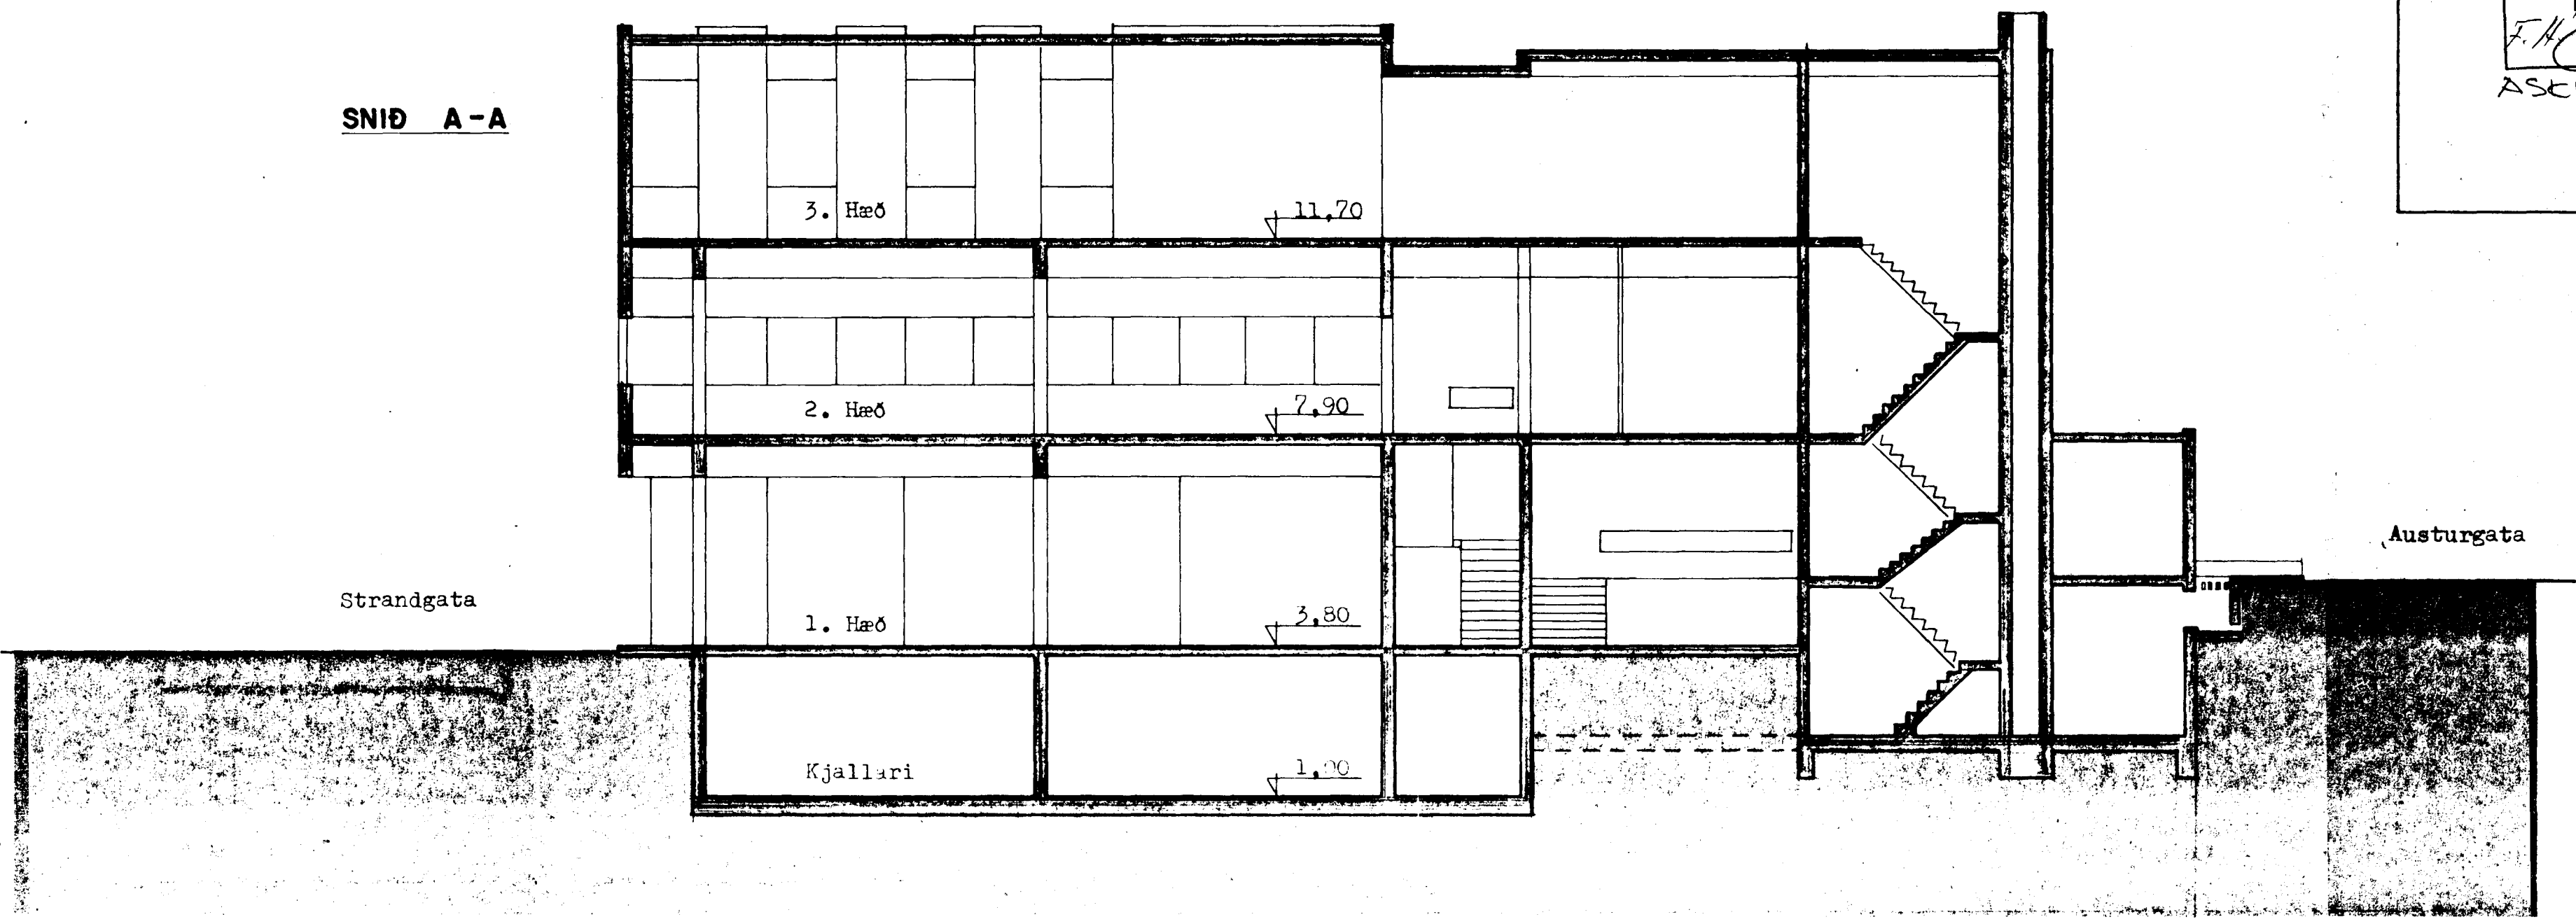 SNIÐ A-A
3. Hæð
11,70
2. Hæð
7,90
Austurgata
Strandgata
1. Hæð
3,80
Kjallari